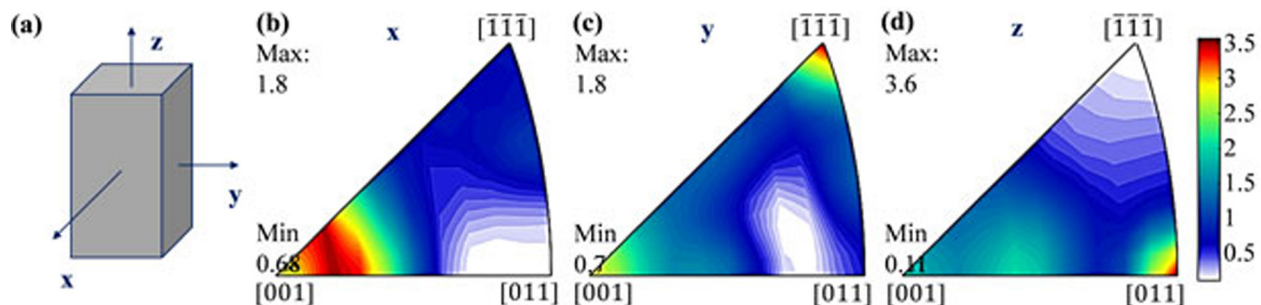 (a)
z
y
x
(b)
x
[1̄1̄1̄]
Max:
1.8
Min
0.68
[001]
[011]
(c)
y
[1̄1̄1̄]
Max:
1.8
Min
0.7
[001]
[011]
(d)
z
[1̄1̄1̄]
Max:
3.6
Min
0.11
[001]
[011]
3.5
3
2.5
2
1.5
1
0.5